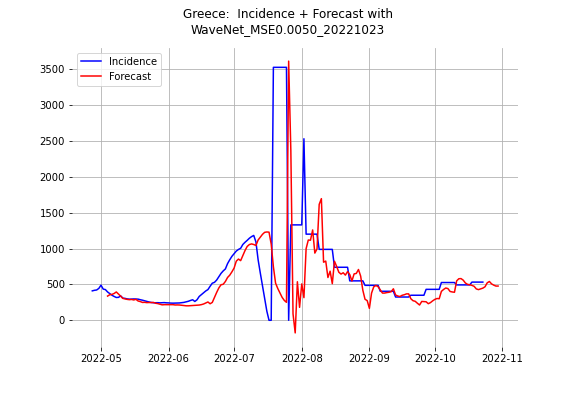 Greece:  Incidence + Forecast with
WaveNet_MSE0.0050_20221023
Incidence
Forecast
3500
3000
2500
2000
1500
1000
500
0
2022-05 2022-06 2022-07 2022-08 2022-09 2022-10 2022-11